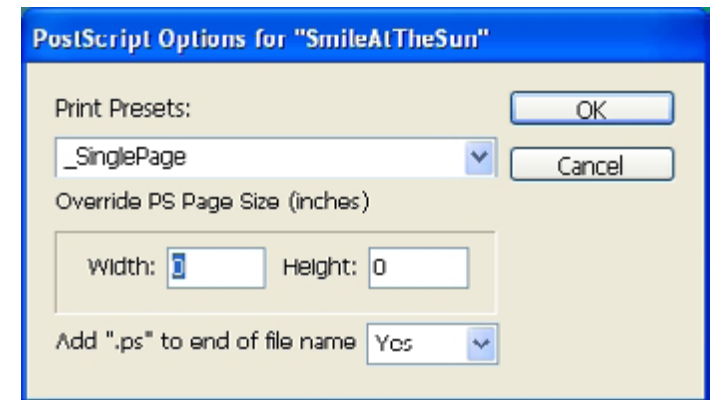 PostScript Options for "SmileAtTheSun"
Print Presets:
OK
_SinglePage
Cancel
Override PS Page Size (inches)
Width: 0 Height: 0
Add ".ps" to end of file name Yes